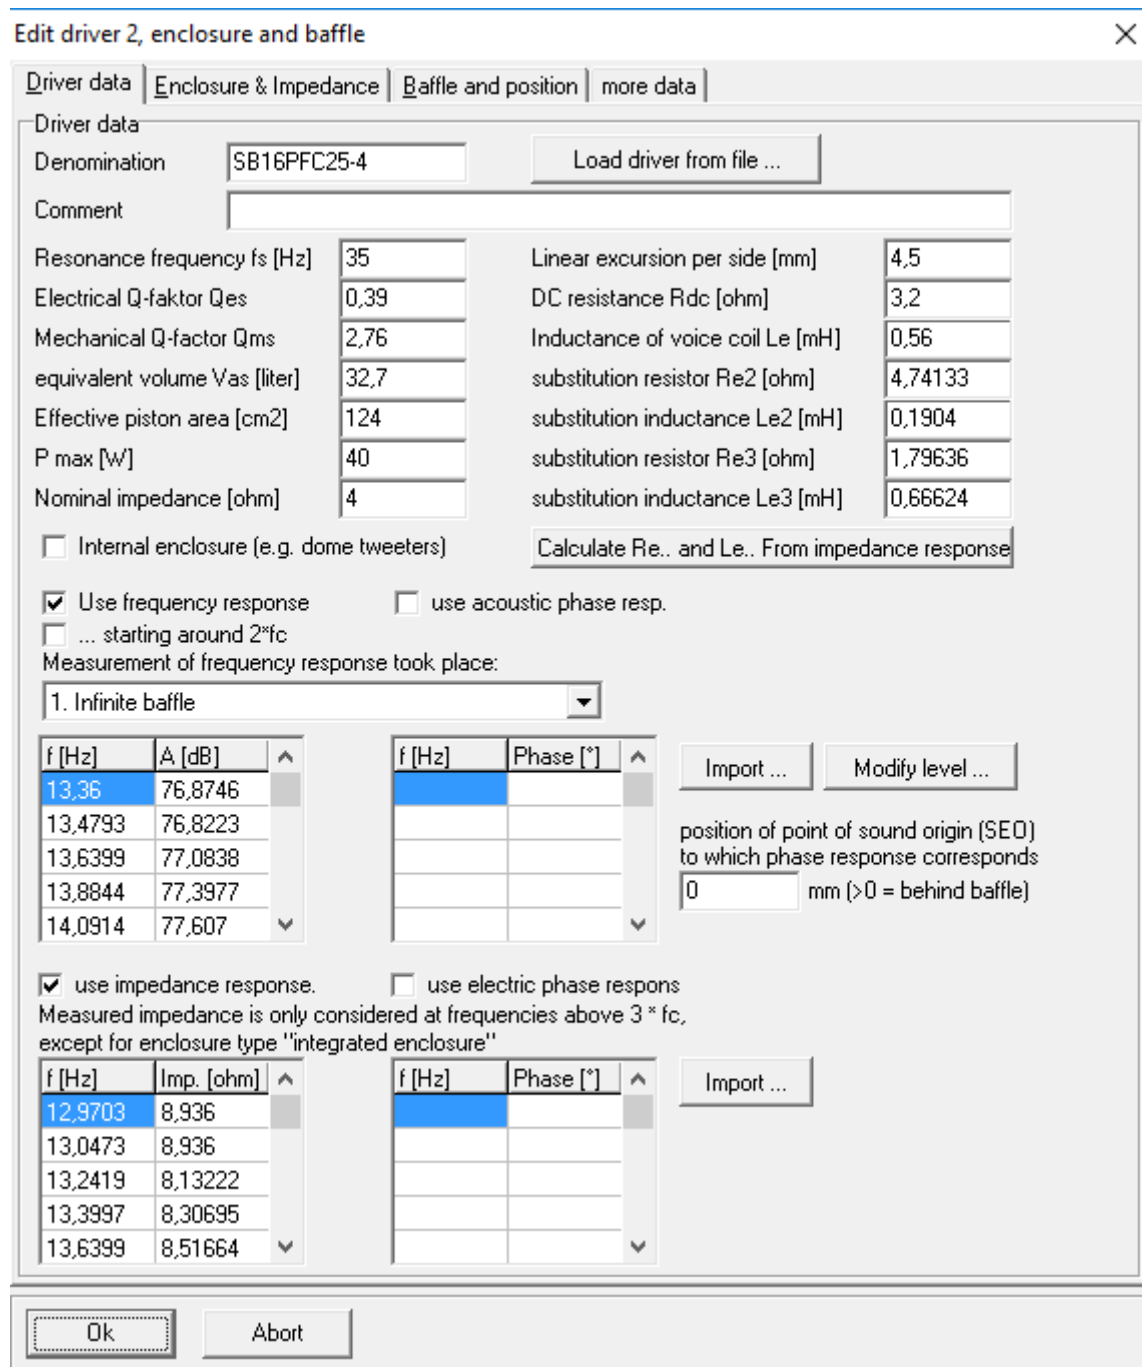 Edit driver 2, enclosure and baffle
Driver data Enclosure & Impedance Baffle and position more data
Driver data
Denomination SB16PFC25-4 Load driver from file ...
Comment
Resonance frequency fs [Hz] 35 Linear excursion per side [mm] 4,5
Electrical Q-faktor Qes 0,39 DC resistance Rdc [ohm] 3,2
Mechanical Q-factor Qms 2,76 Inductance of voice coil Le [mH] 0,56
equivalent volume Vas [liter] 32,7 substitution resistor Re2 [ohm] 4,74133
Effective piston area [cm2] 124 substitution inductance Le2 [mH] 0,1904
P max [W] 40 substitution resistor Re3 [ohm] 1,79636
Nominal impedance [ohm] 4 substitution inductance Le3 [mH] 0,66624
Internal enclosure (e.g. dome tweeters) Calculate Re.. and Le.. From impedance response
Use frequency response use acoustic phase resp.
... starting around 2*fc
Measurement of frequency response took place:
1. Infinite baffle
f [Hz] A [dB] f [Hz] Phase [°] Import ... Modify level ...
13,36 76,8746
13,4793 76,8223 position of point of sound origin (SEO)
13,6399 77,0838 to which phase response corresponds
13,8844 77,3977 0 mm (>0 = behind baffle)
14,0914 77,607
use impedance response. use electric phase respons
Measured impedance is only considered at frequencies above 3 * fc,
except for enclosure type "integrated enclosure"
f [Hz] Imp. [ohm] f [Hz] Phase [°] Import ...
12,9703 8,936
13,0473 8,936
13,2419 8,13222
13,3997 8,30695
13,6399 8,51664
Ok Abort